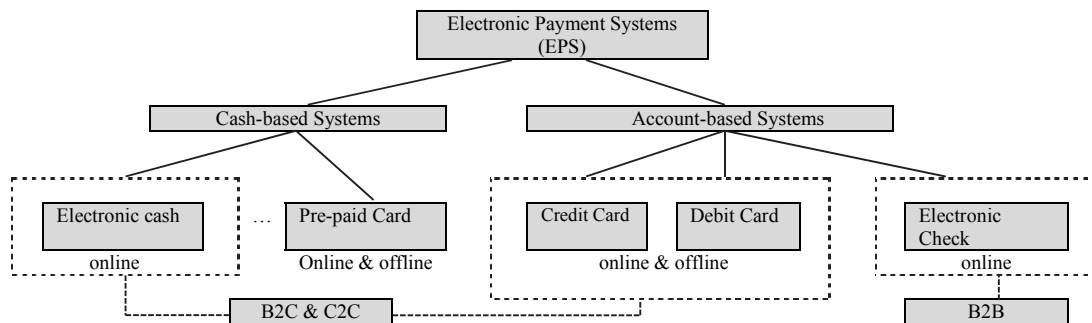 Electronic Payment Systems
(EPS)
Cash-based Systems
Account-based Systems
Electronic cash
...
Pre-paid Card
Credit Card
Debit Card
Electronic
Check
online
Online & offline
online & offline
online
B2C & C2C
B2B